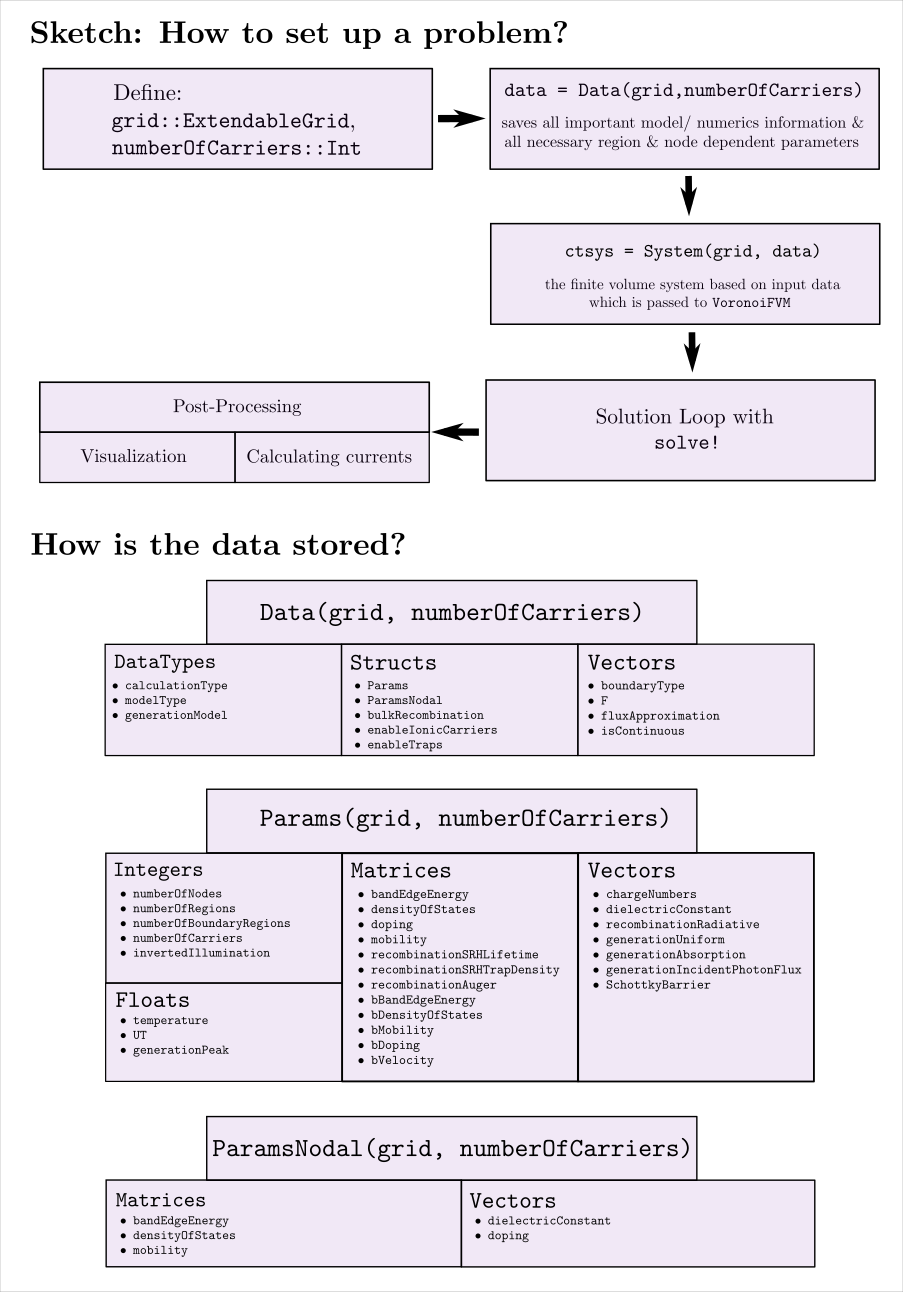 Sketch: How to set up a problem?
Define:
grid::ExtendableGrid,
numberOfCarriers::Int
data = Data(grid,numberOfCarriers)
saves all important model/ numerics information &
all necessary region & node dependent parameters
ctsys = System(grid, data)
the finite volume system based on input data
which is passed to VoronoiFVM
Solution Loop with
solve!
Post-Processing
Visualization
Calculating currents
How is the data stored?
Data(grid, numberOfCarriers)
DataTypes
• calculationType
• modelType
• generationModel
Structs
• Params
• ParamsNodal
• bulkRecombination
• enableIonicCarriers
• enableTraps
Vectors
• boundaryType
• F
• fluxApproximation
• isContinuous
Params(grid, numberOfCarriers)
Integers
• numberOfNodes
• numberOfRegions
• numberOfBoundaryRegions
• numberOfCarriers
• invertedIllumination
Floats
• temperature
• UT
• generationPeak
Matrices
• bandEdgeEnergy
• densityOfStates
• doping
• mobility
• recombinationSRHLifetime
• recombinationSRHTrapDensity
• recombinationAuger
• bBandEdgeEnergy
• bDensityOfStates
• bMobility
• bDoping
• bVelocity
Vectors
• chargeNumbers
• dielectricConstant
• recombinationRadiative
• generationUniform
• generationAbsorption
• generationIncidentPhotonFlux
• SchottkyBarrier
ParamsNodal(grid, numberOfCarriers)
Matrices
• bandEdgeEnergy
• densityOfStates
• mobility
Vectors
• dielectricConstant
• doping